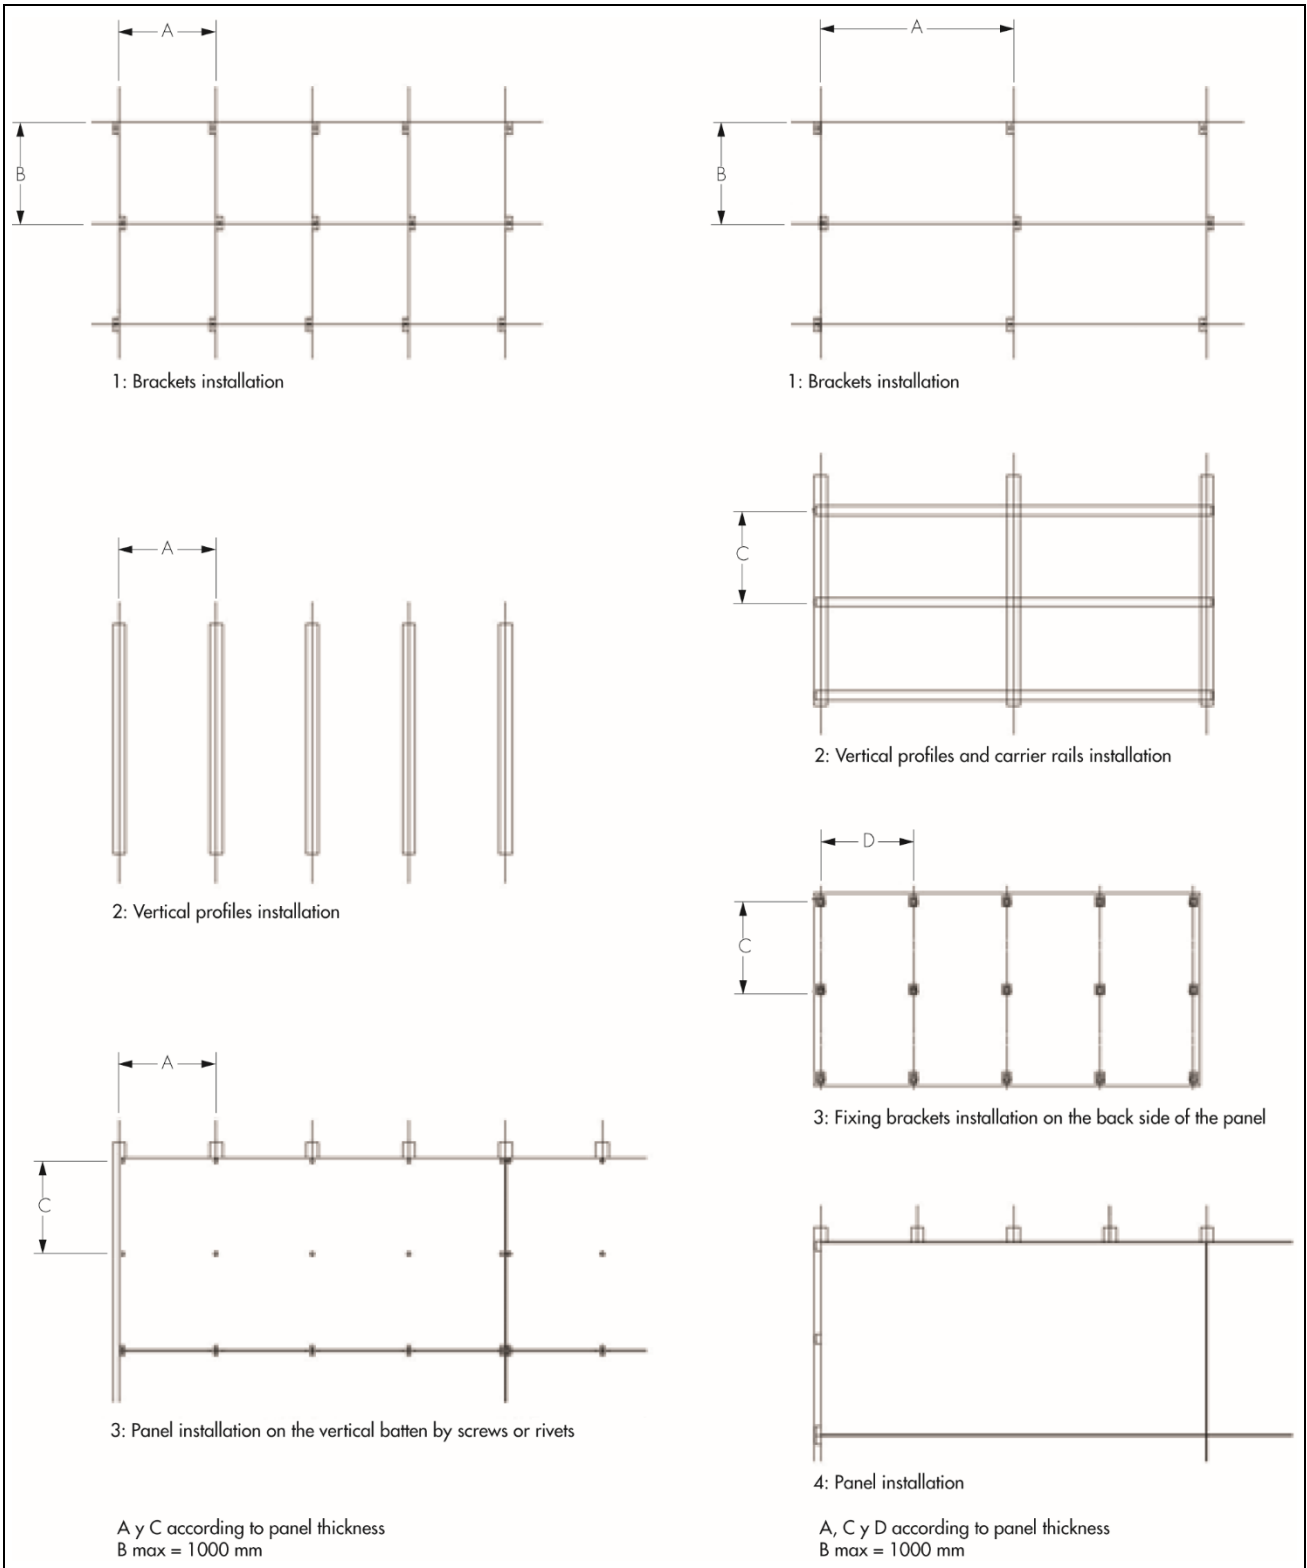 A
B
1: Brackets installation
A
2: Vertical profiles installation
A
C
3: Panel installation on the vertical batten by screws or rivets
A y C according to panel thickness
B max = 1000 mm
A
B
1: Brackets installation
C
2: Vertical profiles and carrier rails installation
D
C
3: Fixing brackets installation on the back side of the panel
4: Panel installation
A, C y D according to panel thickness
B max = 1000 mm